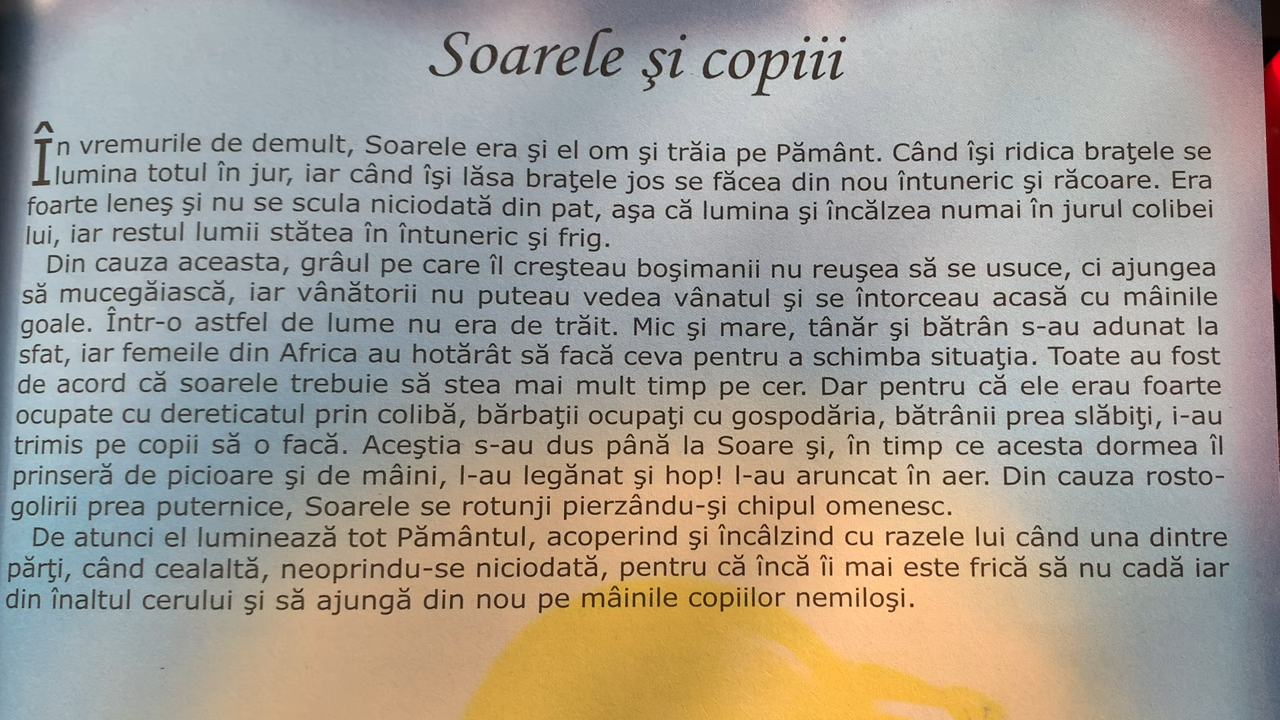 Soarele şi copiii
În vremurile de demult, Soarele era şi el om şi trăia pe Pământ. Când îşi ridica braţele se
lumina totul în jur, iar când îşi lăsa braţele jos se făcea din nou întuneric şi răcoare. Era
foarte leneş şi nu se scula niciodată din pat, aşa că lumina şi încălzea numai în jurul colibei
lui, iar restul lumii stătea în întuneric şi frig.
Din cauza aceasta, grâul pe care îl creşteau boşimanii nu reuşea să se usuce, ci ajungea
să mucegăiască, iar vânătorii nu puteau vedea vânatul şi se întorceau acasă cu mâinile
goale. Într-o astfel de lume nu era de trăit. Mic şi mare, tânăr şi bătrân s-au adunat la
sfat, iar femeile din Africa au hotărât să facă ceva pentru a schimba situaţia. Toate au fost
de acord că soarele trebuie să stea mai mult timp pe cer. Dar pentru că ele erau foarte
ocupate cu dereticatul prin colibă, bărbaţii ocupaţi cu gospodăria, bătrânii prea slăbiţi, i-au
trimis pe copii să o facă. Aceştia s-au dus până la Soare şi, în timp ce acesta dormea îl
prinseră de picioare şi de mâini, l-au legănat şi hop! l-au aruncat în aer. Din cauza rosto-
golirii prea puternice, Soarele se rotunji pierzându-şi chipul omenesc.
De atunci el luminează tot Pământul, acoperind şi încâlzind cu razele lui când una dintre
părţi, când cealaltă, neoprindu-se niciodată, pentru că încă îi mai este frică să nu cadă iar
din înaltul cerului şi să ajungă din nou pe mâinile copiilor nemiloşi.